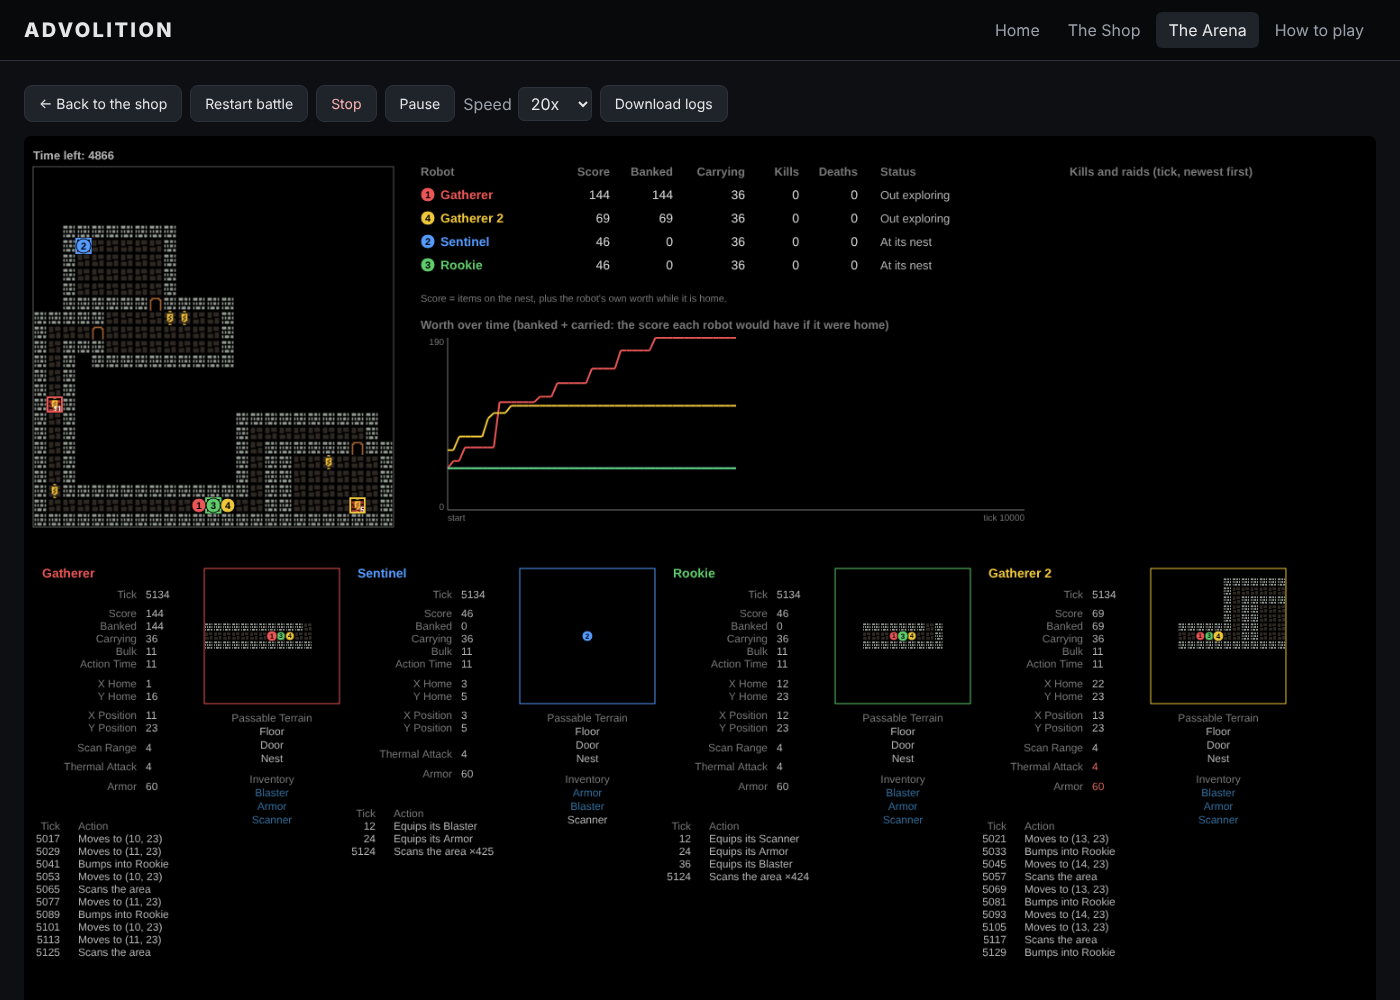 ADVOLITION
Home The Shop The Arena How to play
← Back to the shop Restart battle Stop Pause Speed 20x Download logs
Time left: 4866
Robot Score Banked Carrying Kills Deaths Status
1 Gatherer 144 144 36 0 0 Out exploring
4 Gatherer 2 69 69 36 0 0 Out exploring
2 Sentinel 46 0 36 0 0 At its nest
3 Rookie 46 0 36 0 0 At its nest
Kills and raids (tick, newest first)
Score = items on the nest, plus the robot's own worth while it is home.
Worth over time (banked + carried: the score each robot would have if it were home)
190
0
start tick 10000
2
1 3 4
Gatherer
Tick 5134
Score 144
Banked 144
Carrying 36
Bulk 11
Action Time 11
X Home 1
Y Home 16
X Position 11
Y Position 23
Scan Range 4
Thermal Attack 4
Armor 60
1 3 4
Passable Terrain
Floor
Door
Nest
Inventory
Blaster
Armor
Scanner
Tick Action
5017 Moves to (10, 23)
5029 Moves to (11, 23)
5041 Bumps into Rookie
5053 Moves to (10, 23)
5065 Scans the area
5077 Moves to (11, 23)
5089 Bumps into Rookie
5101 Moves to (10, 23)
5113 Moves to (11, 23)
5125 Scans the area
Sentinel
Tick 5134
Score 46
Banked 0
Carrying 36
Bulk 11
Action Time 11
X Home 3
Y Home 5
X Position 3
Y Position 5
Thermal Attack 4
Armor 60
2
Passable Terrain
Floor
Door
Nest
Inventory
Armor
Blaster
Scanner
Tick Action
12 Equips its Blaster
24 Equips its Armor
5124 Scans the area ×425
Rookie
Tick 5134
Score 46
Banked 0
Carrying 36
Bulk 11
Action Time 11
X Home 12
Y Home 23
X Position 12
Y Position 23
Scan Range 4
Thermal Attack 4
Armor 60
1 3 4
Passable Terrain
Floor
Door
Nest
Inventory
Blaster
Armor
Scanner
Tick Action
12 Equips its Scanner
24 Equips its Armor
36 Equips its Blaster
5124 Scans the area ×424
Gatherer 2
Tick 5134
Score 69
Banked 69
Carrying 36
Bulk 11
Action Time 11
X Home 22
Y Home 23
X Position 13
Y Position 23
Scan Range 4
Thermal Attack 4
Armor 60
1 3 4
Passable Terrain
Floor
Door
Nest
Inventory
Blaster
Armor
Scanner
Tick Action
5021 Moves to (13, 23)
5033 Bumps into Rookie
5045 Moves to (14, 23)
5057 Scans the area
5069 Moves to (13, 23)
5081 Bumps into Rookie
5093 Moves to (14, 23)
5105 Moves to (13, 23)
5117 Scans the area
5129 Bumps into Rookie